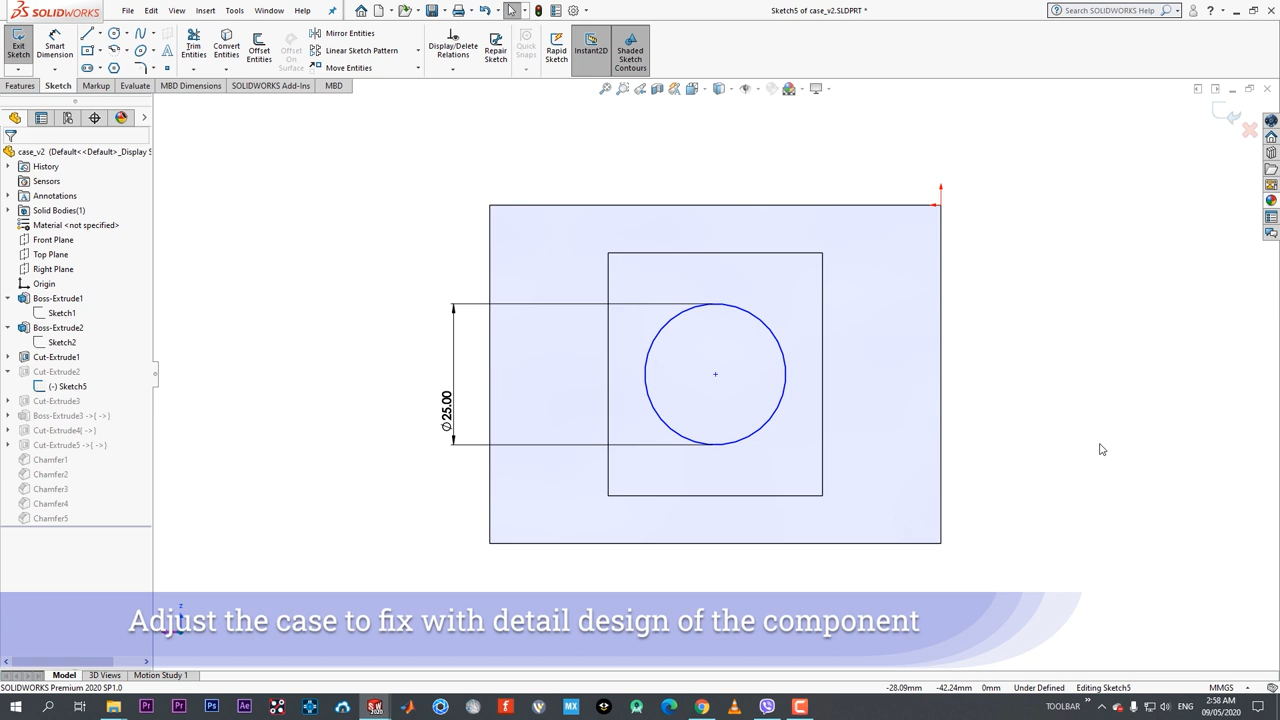 SOLIDWORKS
File
Edit
View
Insert
Tools
Window
Help
Sketch5 of case_v2.SLDPRT *
Search SOLIDWORKS Help
Exit Sketch
Smart Dimension
Trim Entities
Convert Entities
Offset Entities
Offset On Surface
Mirror Entities
Linear Sketch Pattern
Move Entities
Display/Delete Relations
Repair Sketch
Quick Snaps
Rapid Sketch
Instant2D
Shaded Sketch Contours
Features
Sketch
Markup
Evaluate
MBD Dimensions
SOLIDWORKS Add-Ins
MBD
case_v2 (Default<<Default>_Display S
History
Sensors
Annotations
Solid Bodies(1)
Material <not specified>
Front Plane
Top Plane
Right Plane
Origin
Boss-Extrude1
Sketch1
Boss-Extrude2
Sketch2
Cut-Extrude1
Cut-Extrude2
(-) Sketch5
Cut-Extrude3
Boss-Extrude3 ->{ ->}
Cut-Extrude4{ ->}
Cut-Extrude5 ->{ ->}
Chamfer1
Chamfer2
Chamfer3
Chamfer4
Chamfer5
∅25.00
Adjust the case to fix with detail design of the component
Model
3D Views
Motion Study 1
SOLIDWORKS Premium 2020 SP1.0
-28.09mm
-42.24mm
0mm
Under Defined
Editing Sketch5
MMGS
TOOLBAR
ENG
2:58 AM
09/05/2020